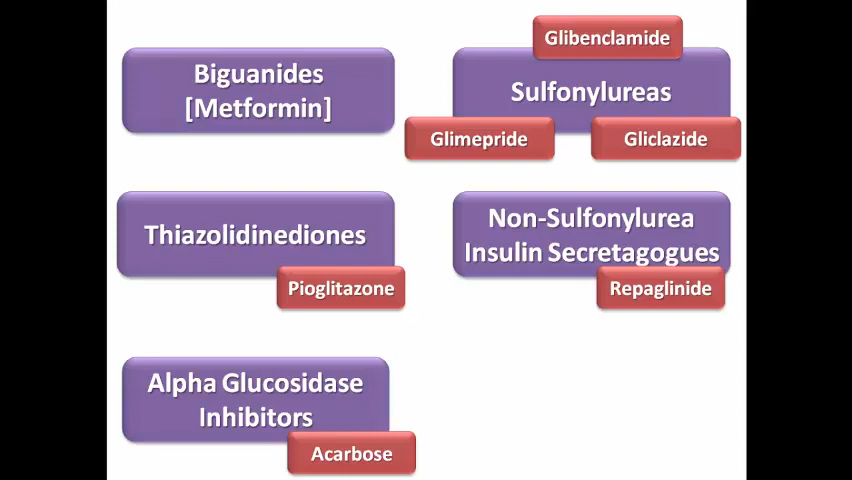 Biguanides
[Metformin]
Glibenclamide
Sulfonylureas
Glimepride
Gliclazide
Thiazolidinediones
Pioglitazone
Non-Sulfonylurea
Insulin Secretagogues
Repaglinide
Alpha Glucosidase
Inhibitors
Acarbose